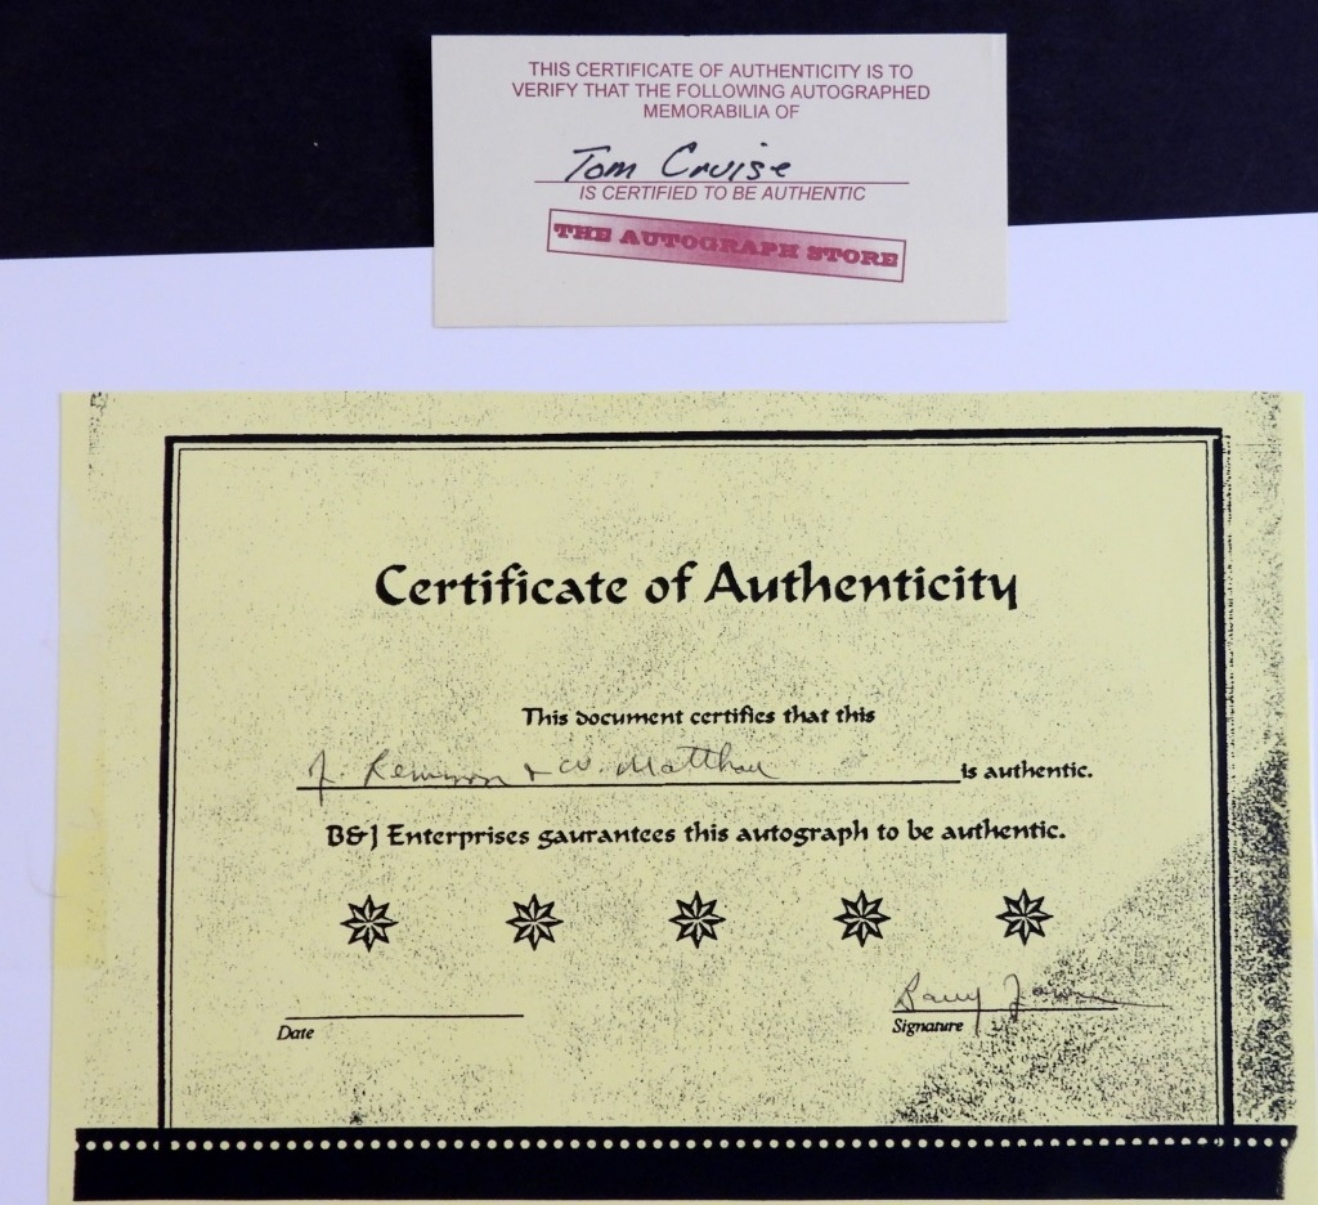 THIS CERTIFICATE OF AUTHENTICITY IS TO
VERIFY THAT THE FOLLOWING AUTOGRAPHED
MEMORABILIA OF
Tom Cruise
IS CERTIFIED TO BE AUTHENTIC
THE AUTOGRAPH STORE
Certificate of Authenticity
This document certifies that this
J. Lemmon + W. Matthau is authentic.
B&J Enterprises gaurantees this autograph to be authentic.
Date
Signature